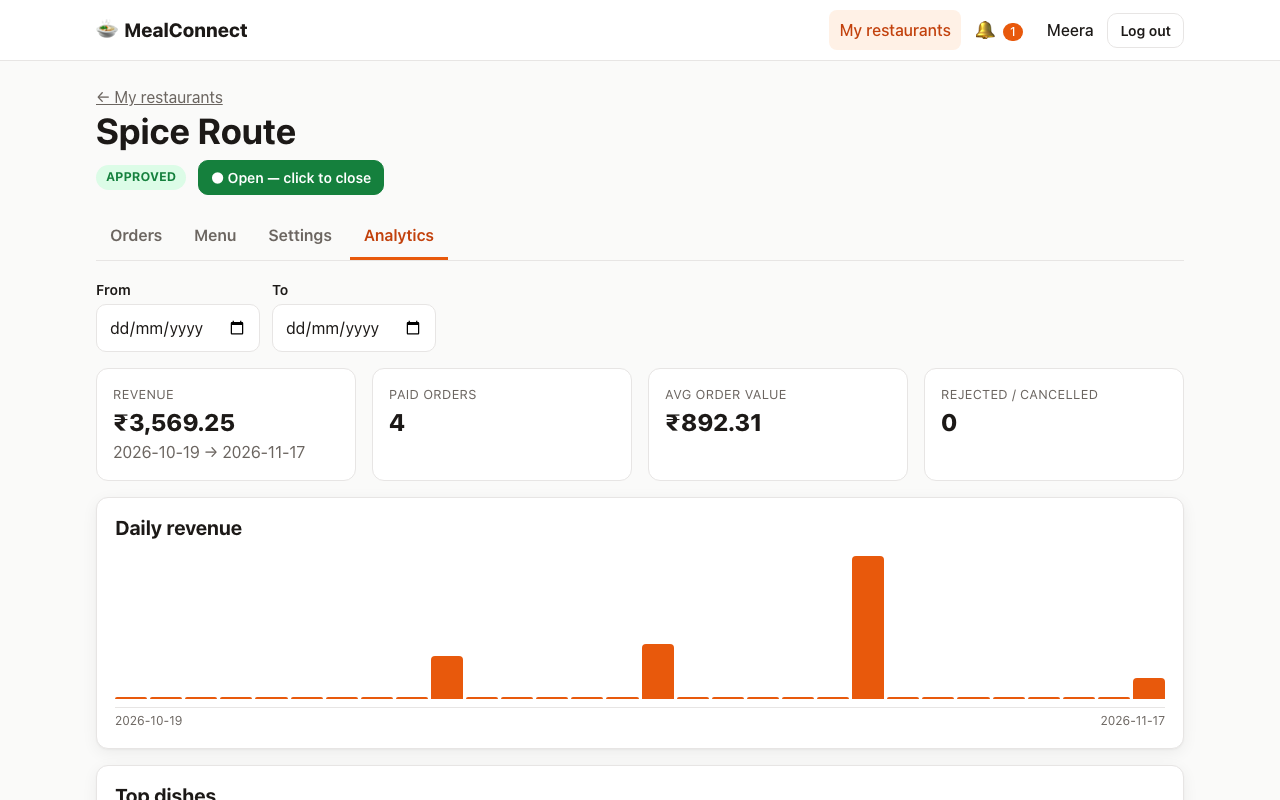 MealConnect
My restaurants
1
Meera
Log out
← My restaurants
Spice Route
APPROVED
Open — click to close
Orders
Menu
Settings
Analytics
From
To
dd/mm/yyyy
dd/mm/yyyy
REVENUE
₹3,569.25
2026-10-19 → 2026-11-17
PAID ORDERS
4
AVG ORDER VALUE
₹892.31
REJECTED / CANCELLED
0
Daily revenue
2026-10-19
2026-11-17
Top dishes